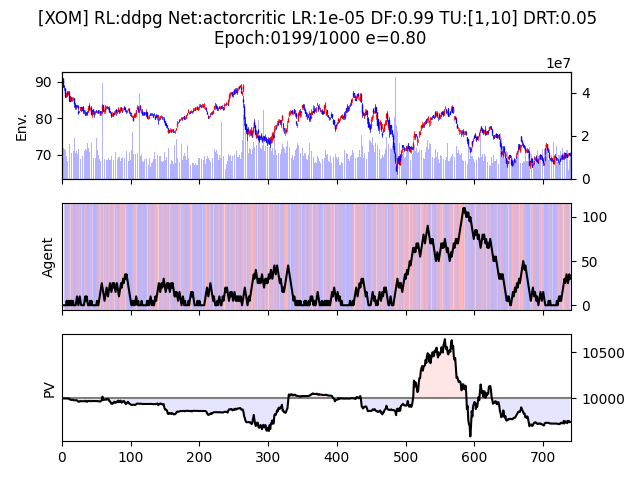 [XOM] RL:ddpg Net:actorcritic LR:1e-05 DF:0.99 TU:[1,10] DRT:0.05
Epoch:0199/1000 e=0.80
1e7
90
80
70
Env.
4
2
0
Agent
100
50
0
PV
10500
10000
0 100 200 300 400 500 600 700